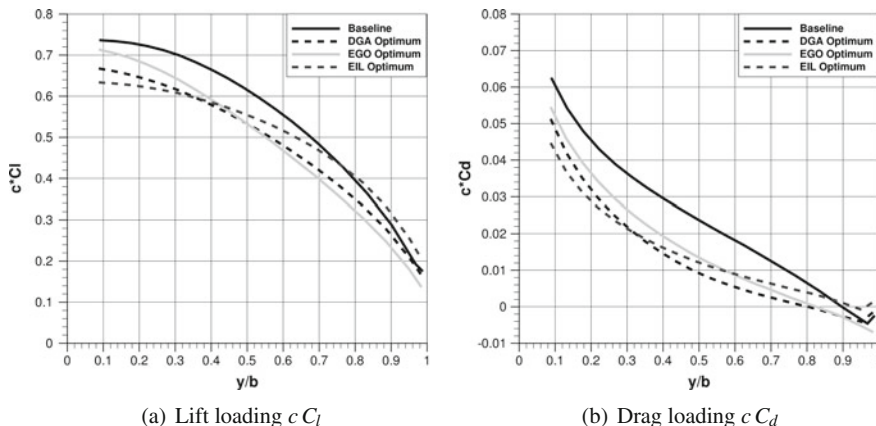 0.8
0.7
0.6
0.5
0.4
0.3
0.2
0.1
0
c*Cl
0 0.1 0.2 0.3 0.4 0.5 0.6 0.7 0.8 0.9 1
y/b
Baseline
DGA Optimum
EGO Optimum
EIL Optimum
(a) Lift loading c C_l
0.08
0.07
0.06
0.05
0.04
0.03
0.02
0.01
0
-0.01
c*Cd
0 0.1 0.2 0.3 0.4 0.5 0.6 0.7 0.8 0.9
y/b
Baseline
DGA Optimum
EGO Optimum
EIL Optimum
(b) Drag loading c C_d